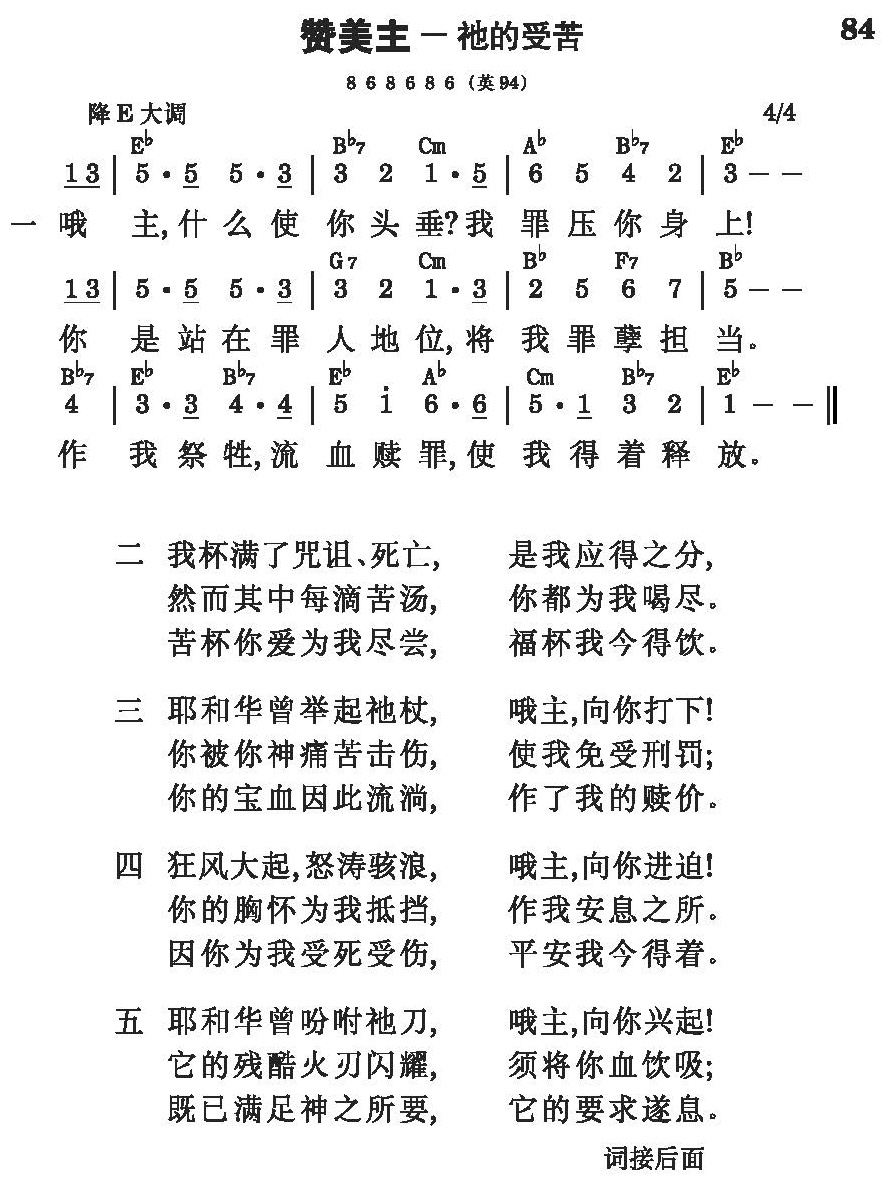 赞美主－祂的受苦 84
8 6 8 6 8 6（英94）
降E大调 4/4
E♭ B♭7 Cm A♭ B♭7 E♭
1 3 | 5 · 5 5 · 3 | 3 2 1 · 5 | 6 5 4 2 | 3 － －
一 哦 主,什么使你头垂?我罪压你身上!
G7 Cm B♭ F7 B♭
1 3 | 5 · 5 5 · 3 | 3 2 1 · 3 | 2 5 6 7 | 5 － －
你是站在罪人地位,将我罪孽担当。
B♭7 E♭ B♭7 E♭ A♭ Cm B♭7 E♭
4 | 3 · 3 4 · 4 | 5 i 6 · 6 | 5 · 1 3 2 | 1 － － ‖
作我祭牲,流血赎罪,使我得着释放。
二 我杯满了咒诅、死亡, 是我应得之分,
然而其中每滴苦汤, 你都为我喝尽。
苦杯你爱为我尽尝, 福杯我今得饮。
三 耶和华曾举起祂杖, 哦主,向你打下!
你被你神痛苦击伤, 使我免受刑罚;
你的宝血因此流淌, 作了我的赎价。
四 狂风大起,怒涛骇浪, 哦主,向你进迫!
你的胸怀为我抵挡, 作我安息之所。
因你为我受死受伤, 平安我今得着。
五 耶和华曾吩咐祂刀, 哦主,向你兴起!
它的残酷火刃闪耀, 须将你血饮吸;
既已满足神之所要, 它的要求遂息。
词接后面